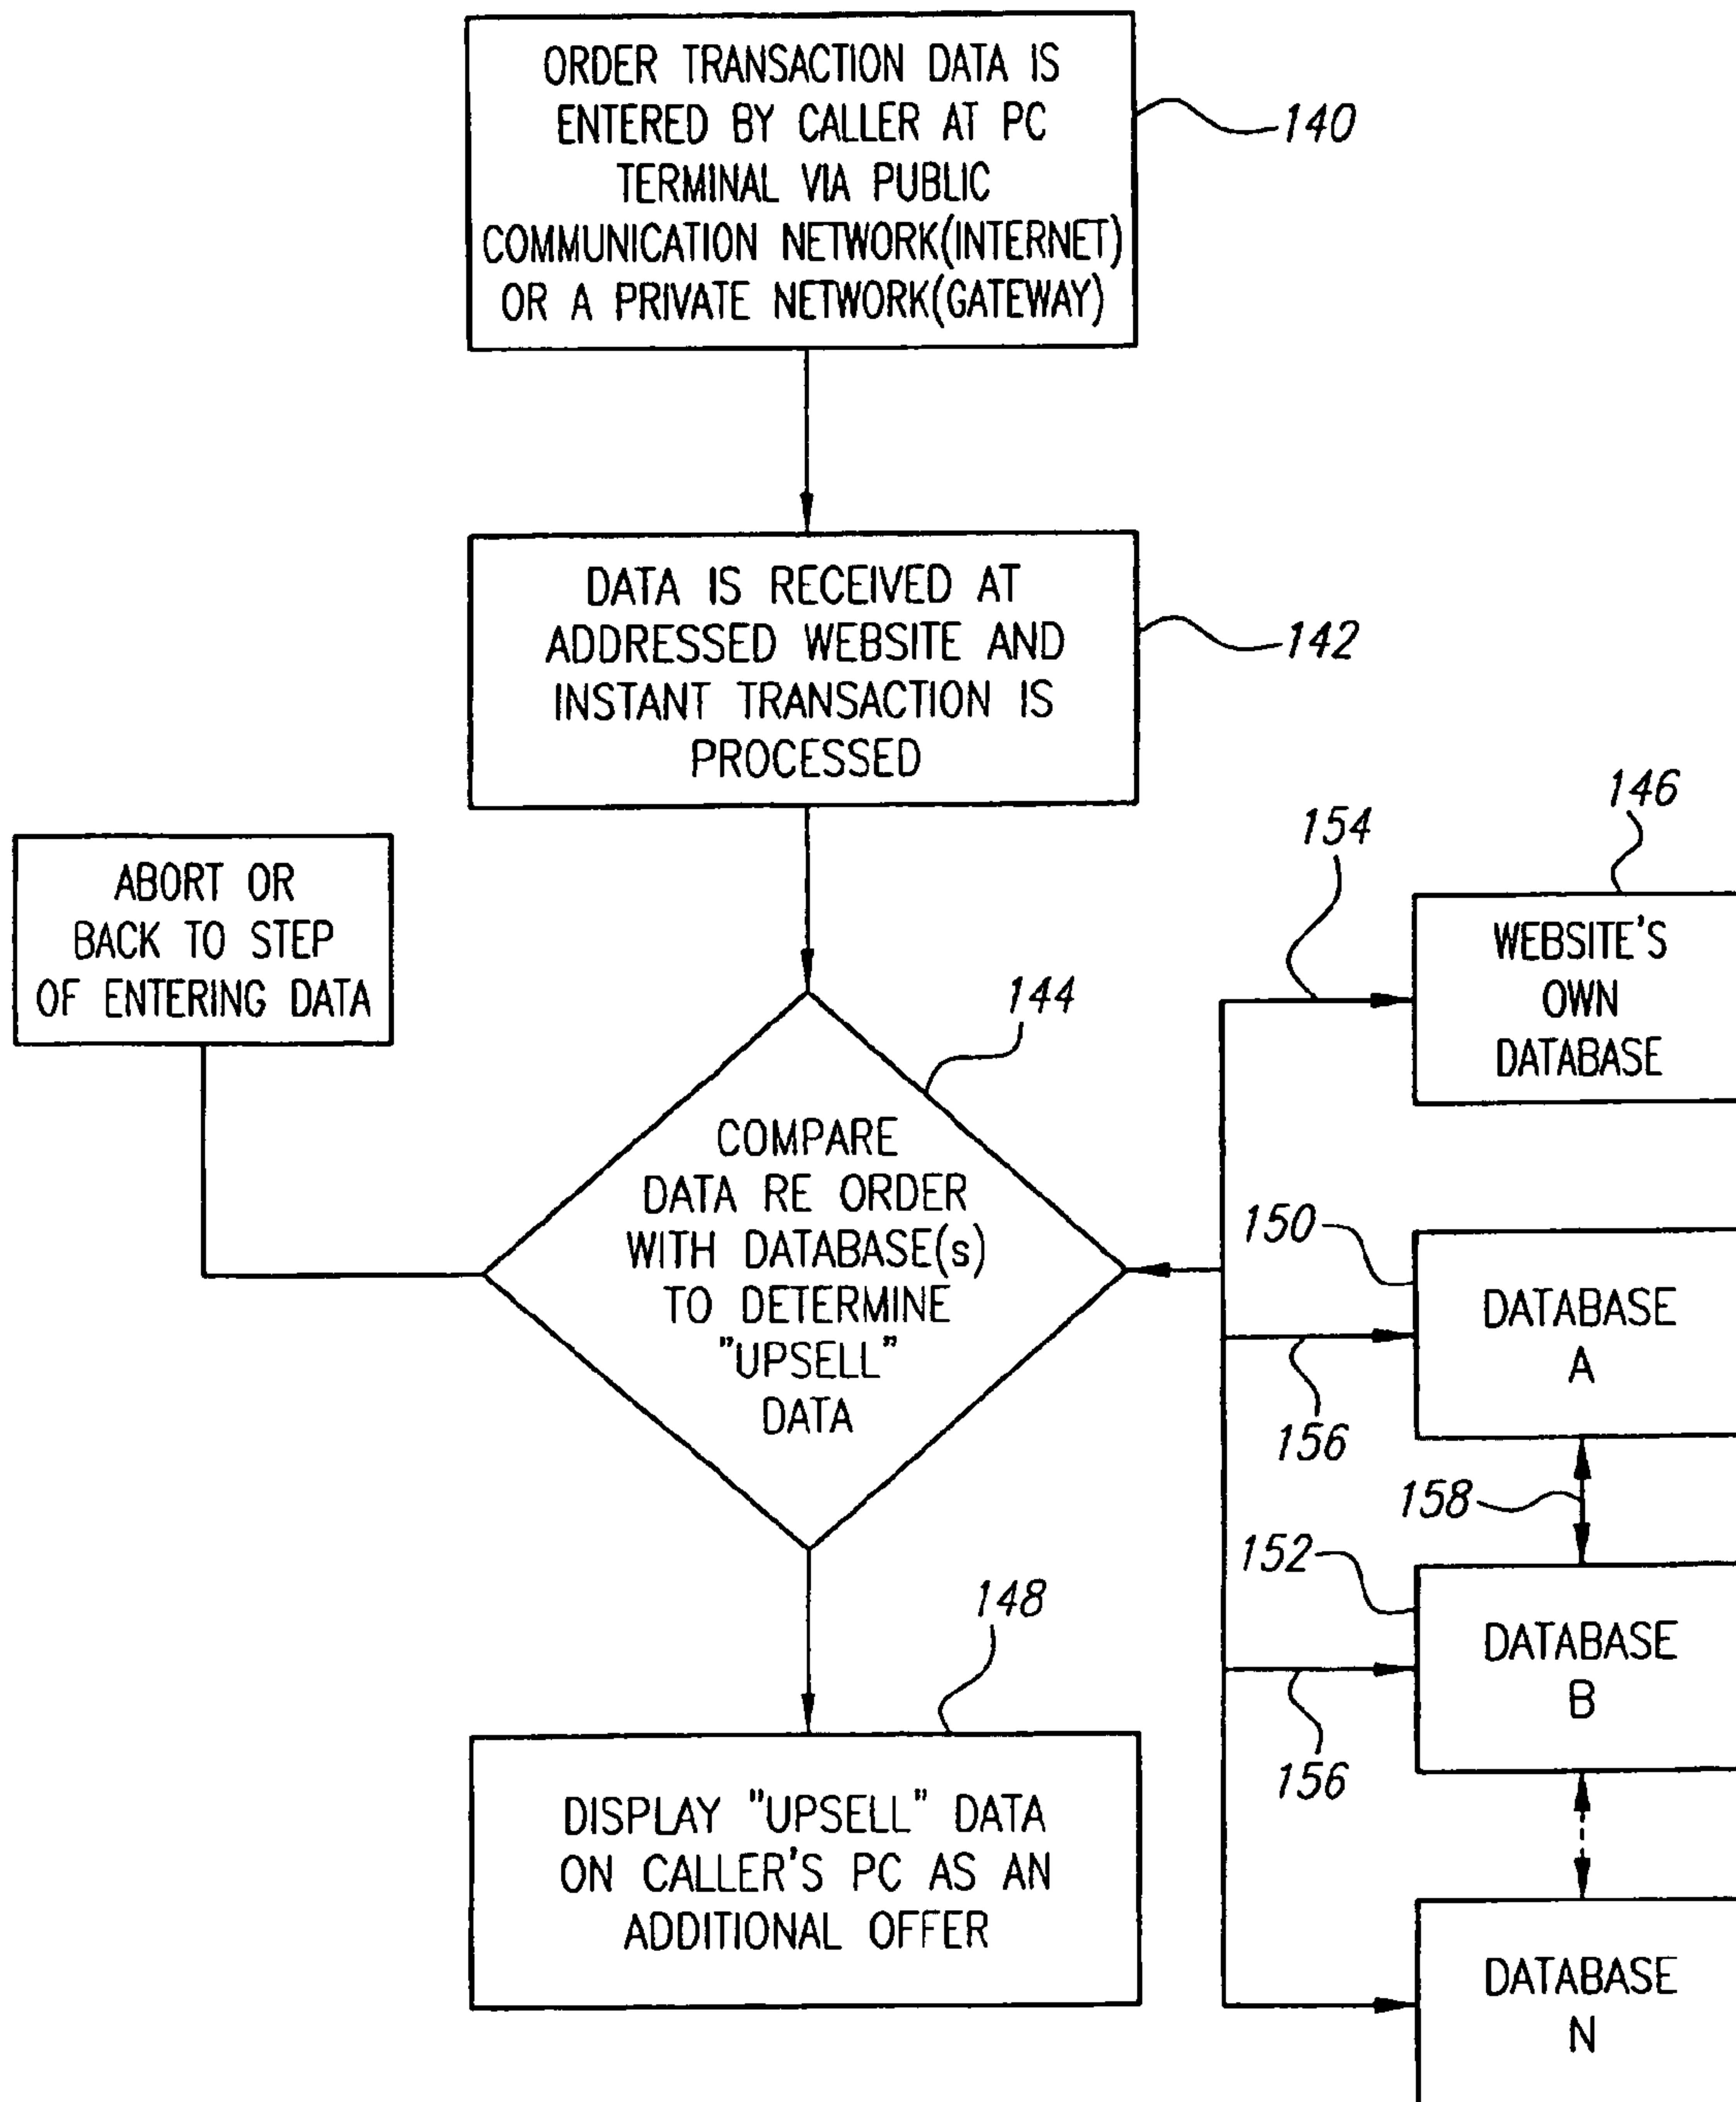 ORDER TRANSACTION DATA IS
ENTERED BY CALLER AT PC
TERMINAL VIA PUBLIC
COMMUNICATION NETWORK(INTERNET)
OR A PRIVATE NETWORK(GATEWAY)
140
DATA IS RECEIVED AT
ADDRESSED WEBSITE AND
INSTANT TRANSACTION IS
PROCESSED
142
ABORT OR
BACK TO STEP
OF ENTERING DATA
144
COMPARE
DATA RE ORDER
WITH DATABASE(s)
TO DETERMINE
"UPSELL"
DATA
154
146
WEBSITE'S
OWN
DATABASE
150
DATABASE
A
156
158
152
DATABASE
B
156
148
DISPLAY "UPSELL" DATA
ON CALLER'S PC AS AN
ADDITIONAL OFFER
DATABASE
N